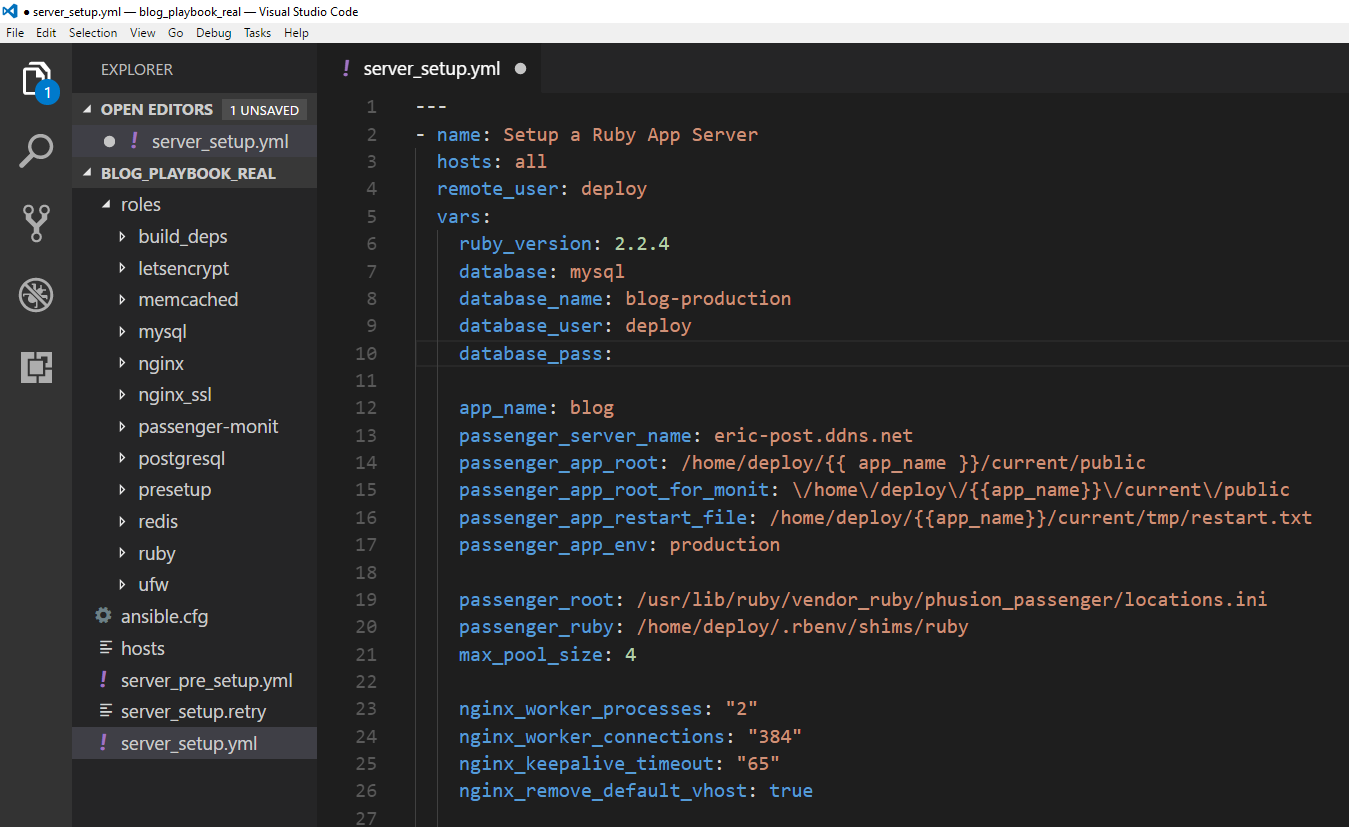 ● server_setup.yml — blog_playbook_real — Visual Studio Code
File Edit Selection View Go Debug Tasks Help
EXPLORER
1
OPEN EDITORS 1 UNSAVED
! server_setup.yml
BLOG_PLAYBOOK_REAL
roles
build_deps
letsencrypt
memcached
mysql
nginx
nginx_ssl
passenger-monit
postgresql
presetup
redis
ruby
ufw
ansible.cfg
hosts
! server_pre_setup.yml
server_setup.retry
! server_setup.yml
! server_setup.yml ●
1 ---
2 - name: Setup a Ruby App Server
3 hosts: all
4 remote_user: deploy
5 vars:
6 ruby_version: 2.2.4
7 database: mysql
8 database_name: blog-production
9 database_user: deploy
10 database_pass:
11
12 app_name: blog
13 passenger_server_name: eric-post.ddns.net
14 passenger_app_root: /home/deploy/{{ app_name }}/current/public
15 passenger_app_root_for_monit: \/home\/deploy\/{{app_name}}\/current\/public
16 passenger_app_restart_file: /home/deploy/{{app_name}}/current/tmp/restart.txt
17 passenger_app_env: production
18
19 passenger_root: /usr/lib/ruby/vendor_ruby/phusion_passenger/locations.ini
20 passenger_ruby: /home/deploy/.rbenv/shims/ruby
21 max_pool_size: 4
22
23 nginx_worker_processes: "2"
24 nginx_worker_connections: "384"
25 nginx_keepalive_timeout: "65"
26 nginx_remove_default_vhost: true
27